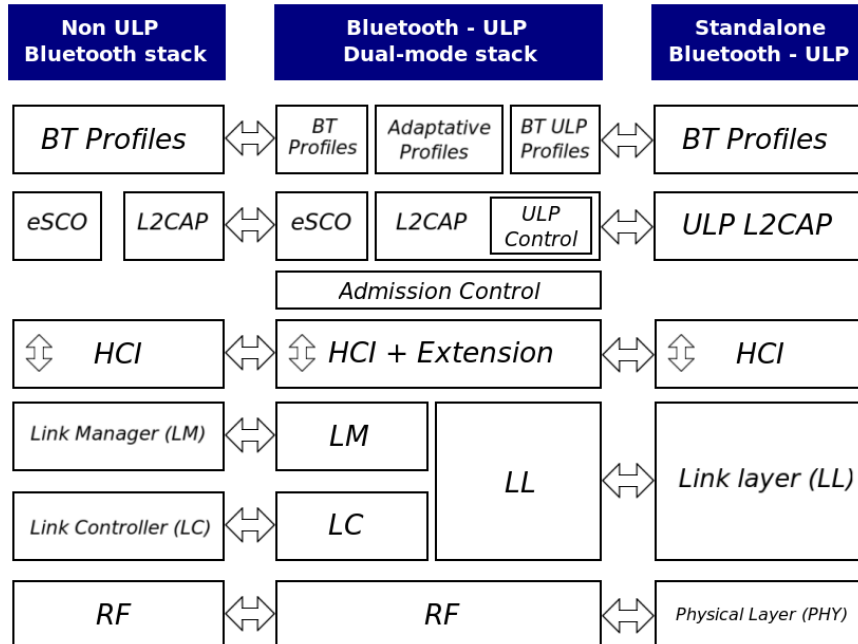 Non ULP
Bluetooth stack
Bluetooth - ULP
Dual-mode stack
Standalone
Bluetooth - ULP
BT Profiles
BT
Profiles
Adaptative
Profiles
BT ULP
Profiles
BT Profiles
eSCO
L2CAP
eSCO
L2CAP
ULP
Control
ULP L2CAP
Admission Control
HCI
HCI + Extension
HCI
Link Manager (LM)
LM
LL
Link layer (LL)
Link Controller (LC)
LC
RF
RF
Physical Layer (PHY)